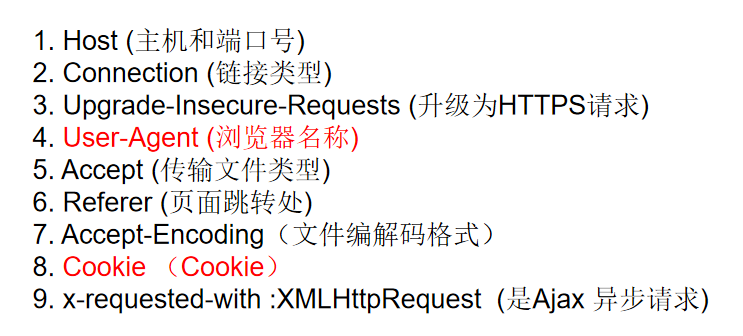 1. Host (主机和端口号)
2. Connection (链接类型)
3. Upgrade-Insecure-Requests (升级为HTTPS请求)
4. User-Agent (浏览器名称)
5. Accept (传输文件类型)
6. Referer (页面跳转处)
7. Accept-Encoding（文件编解码格式）
8. Cookie （Cookie）
9. x-requested-with :XMLHttpRequest  (是Ajax 异步请求)